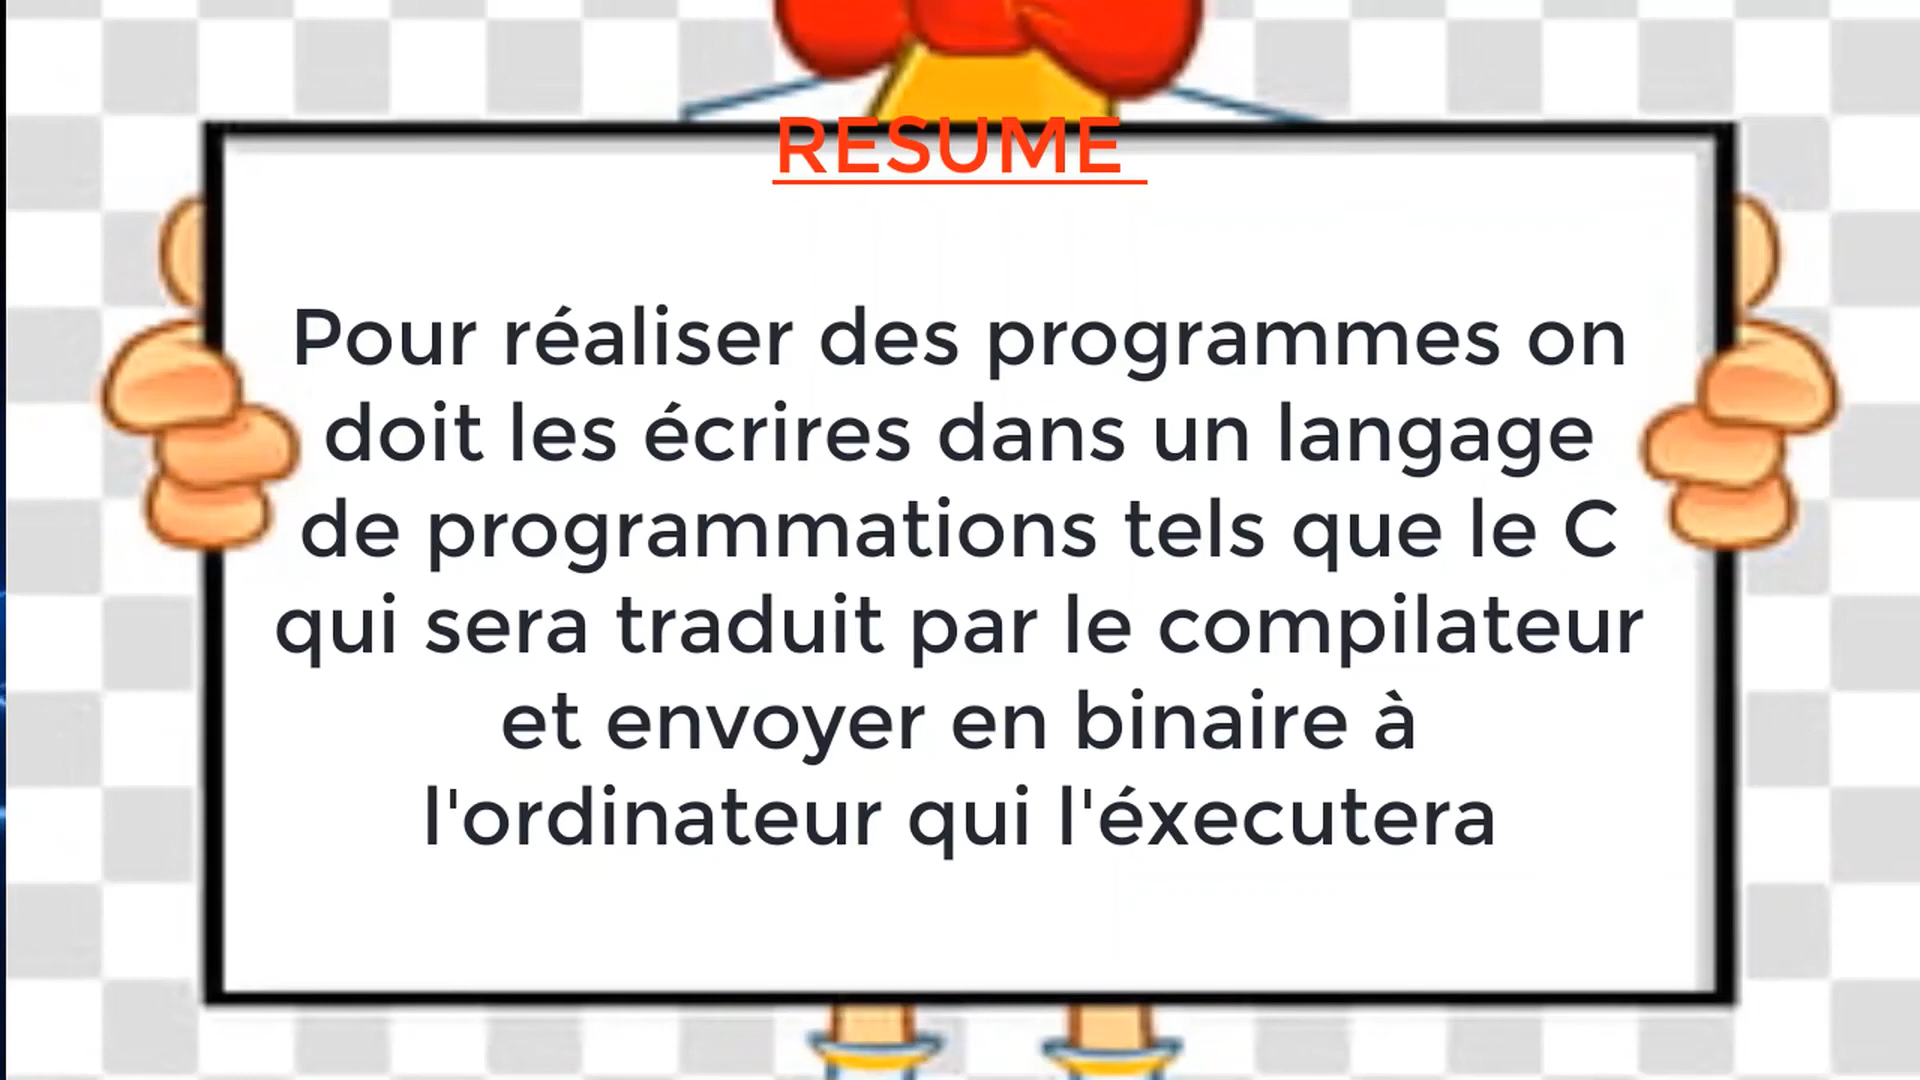 RESUME
Pour réaliser des programmes on
doit les écrires dans un langage
de programmations tels que le C
qui sera traduit par le compilateur
et envoyer en binaire à
l'ordinateur qui l'éxecutera